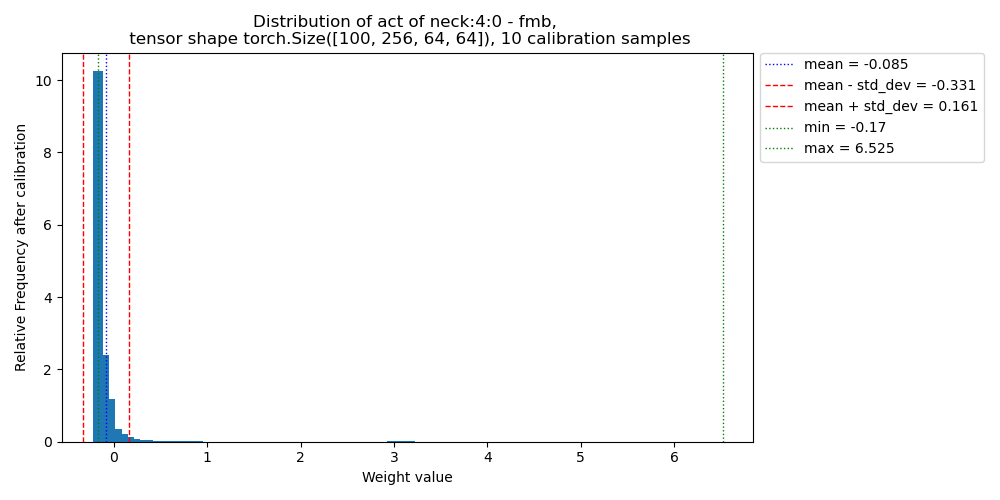 Distribution of act of neck:4:0 - fmb,
tensor shape torch.Size([100, 256, 64, 64]), 10 calibration samples
mean = -0.085
mean - std_dev = -0.331
mean + std_dev = 0.161
min = -0.17
max = 6.525
Relative Frequency after calibration
10
8
6
4
2
0
0 1 2 3 4 5 6
Weight value